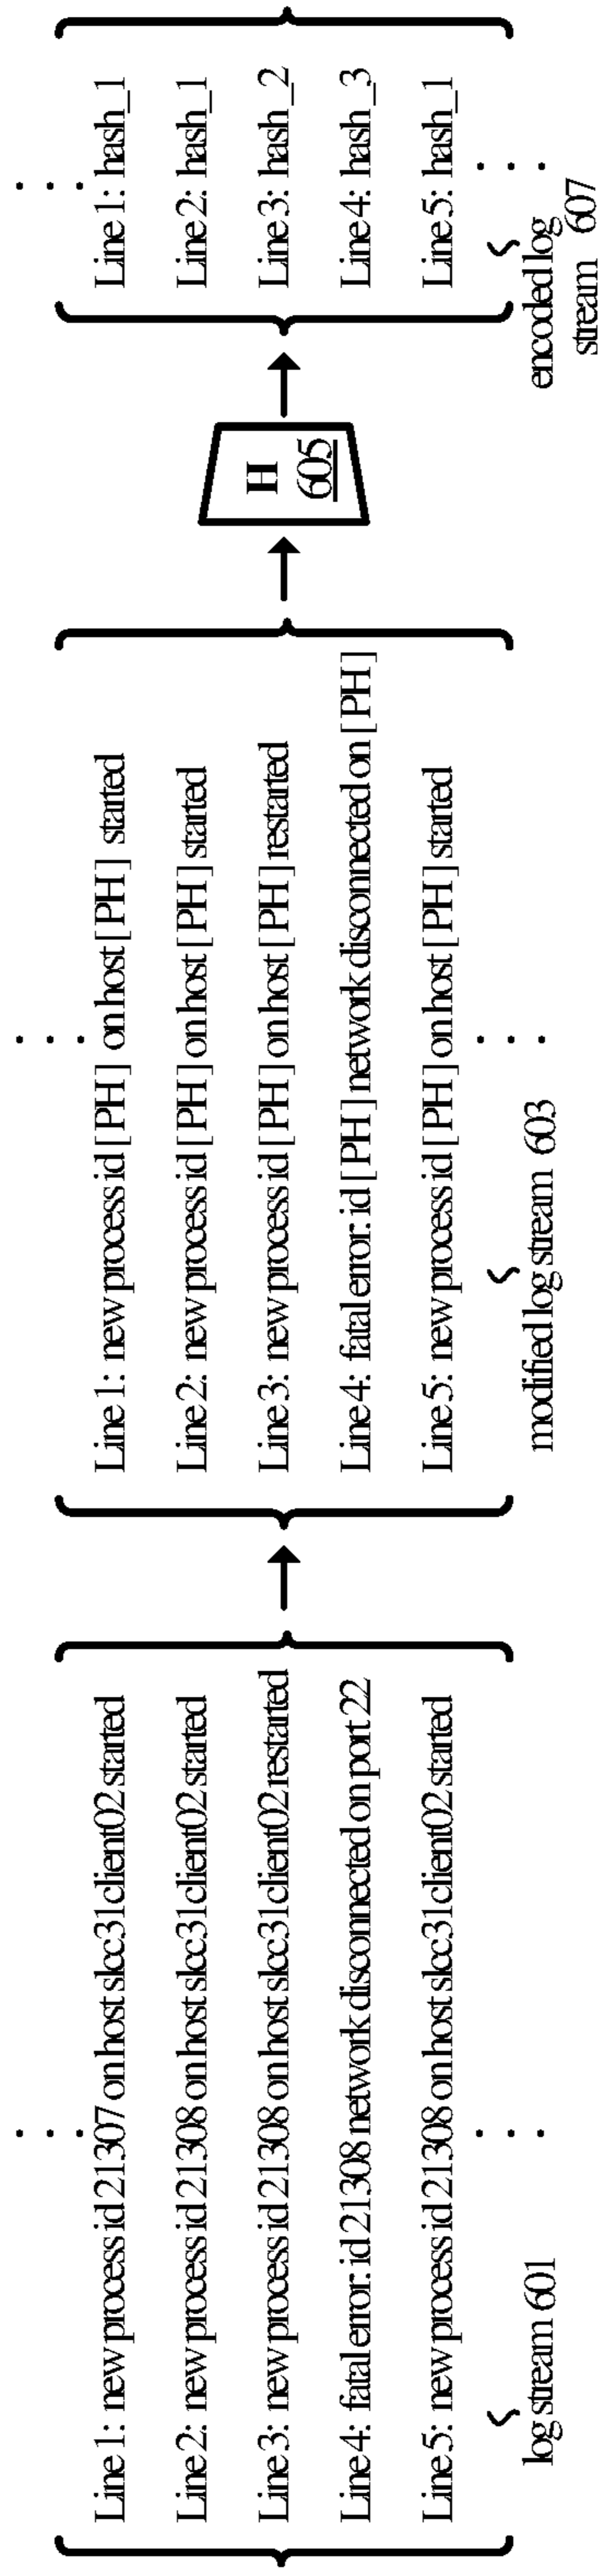 Line 1: new process id 21307 on host slcc31client02 started
Line 2: new process id 21308 on host slcc31client02 started
Line 3: new process id 21308 on host slcc31client02 restarted
Line 4: fatal error: id 21308 network disconnected on port 22
Line 5: new process id 21308 on host slcc31client02 started
log stream 601
Line 1: new process id [PH] on host [PH] started
Line 2: new process id [PH] on host [PH] started
Line 3: new process id [PH] on host [PH] restarted
Line 4: fatal error: id [PH] network disconnected on [PH]
Line 5: new process id [PH] on host [PH] started
modified log stream 603
H
605
Line 1: hash_1
Line 2: hash_1
Line 3: hash_2
Line 4: hash_3
Line 5: hash_1
encoded log
stream 607